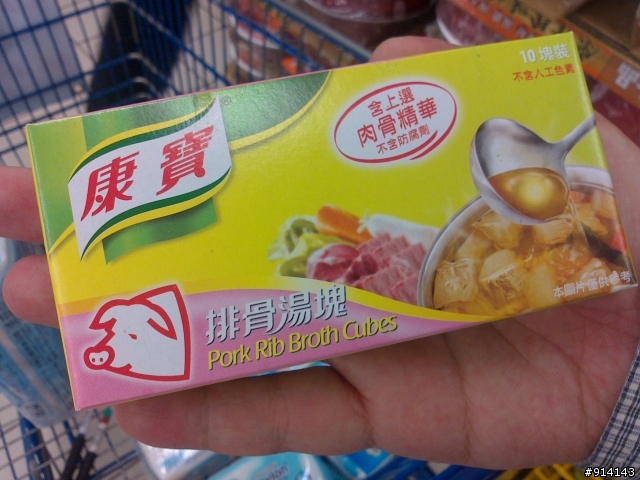 10 塊裝
不含人工色素
含上選
肉骨精華
不含防腐劑
康寶
®
本圖片僅供參考
排骨湯塊
Pork Rib Broth Cubes
#914143